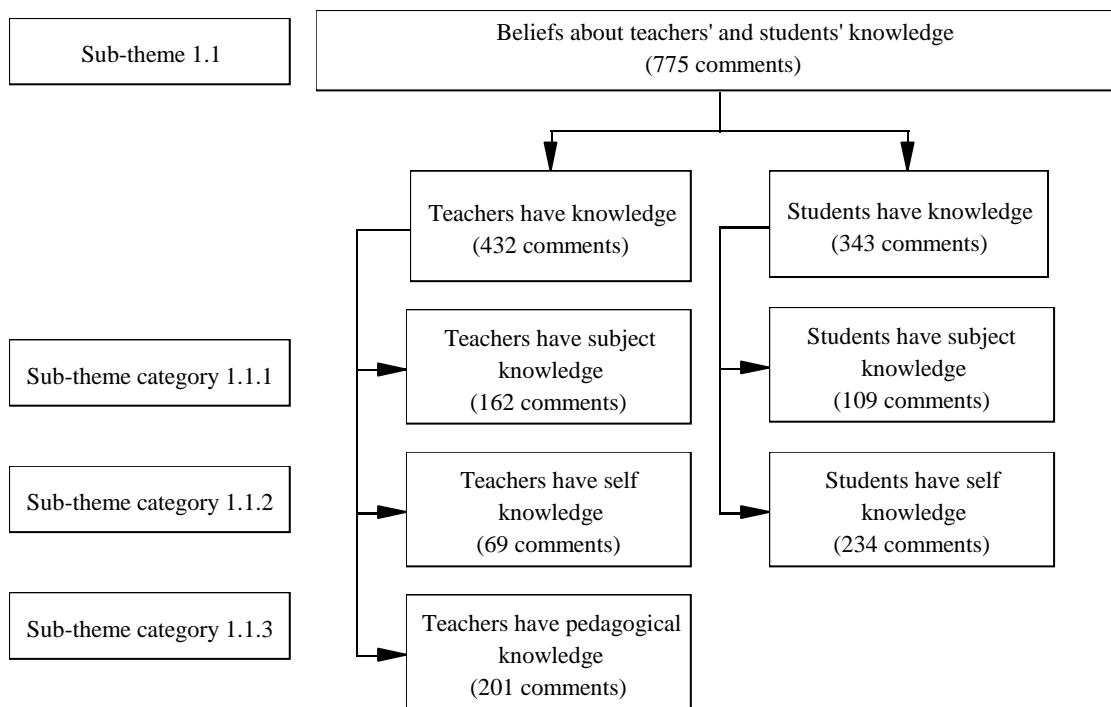 Sub-theme 1.1
Beliefs about teachers' and students' knowledge
(775 comments)
Teachers have knowledge
(432 comments)
Students have knowledge
(343 comments)
Sub-theme category 1.1.1
Teachers have subject
knowledge
(162 comments)
Students have subject
knowledge
(109 comments)
Sub-theme category 1.1.2
Teachers have self
knowledge
(69 comments)
Students have self
knowledge
(234 comments)
Sub-theme category 1.1.3
Teachers have pedagogical
knowledge
(201 comments)